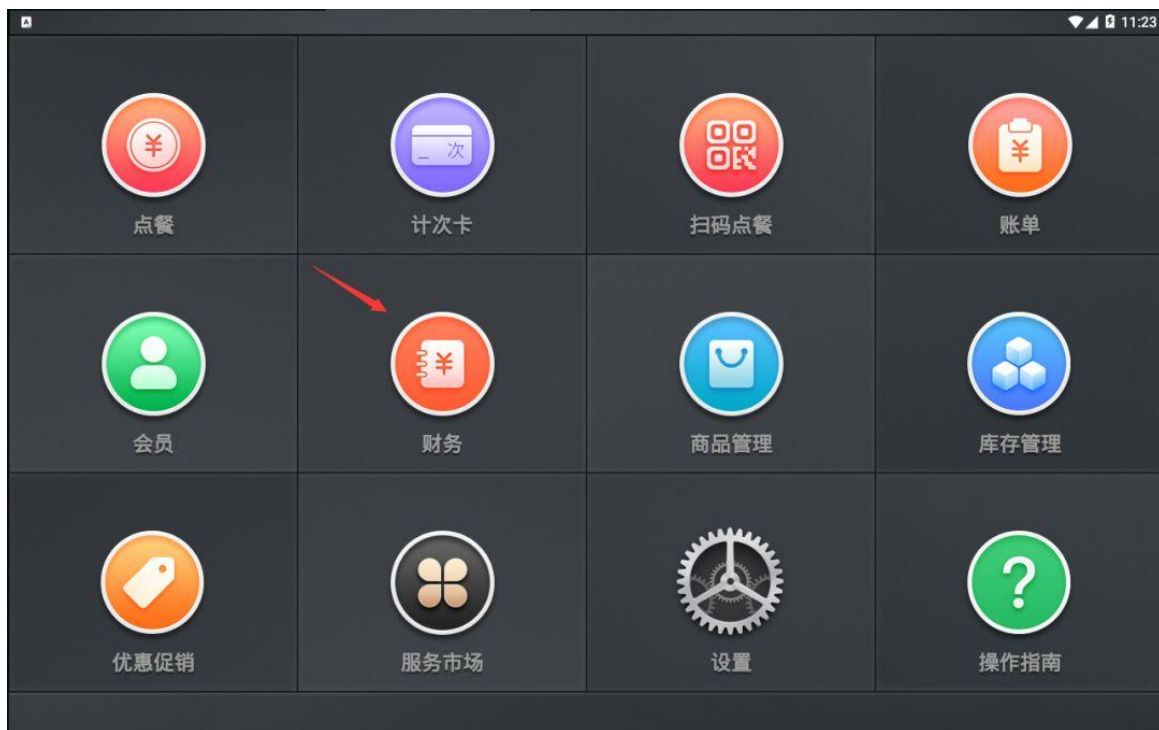 A
11:23
¥
_ 次
¥
点餐
计次卡
扫码点餐
账单
¥
会员
财务
商品管理
库存管理
?
优惠促销
服务市场
设置
操作指南